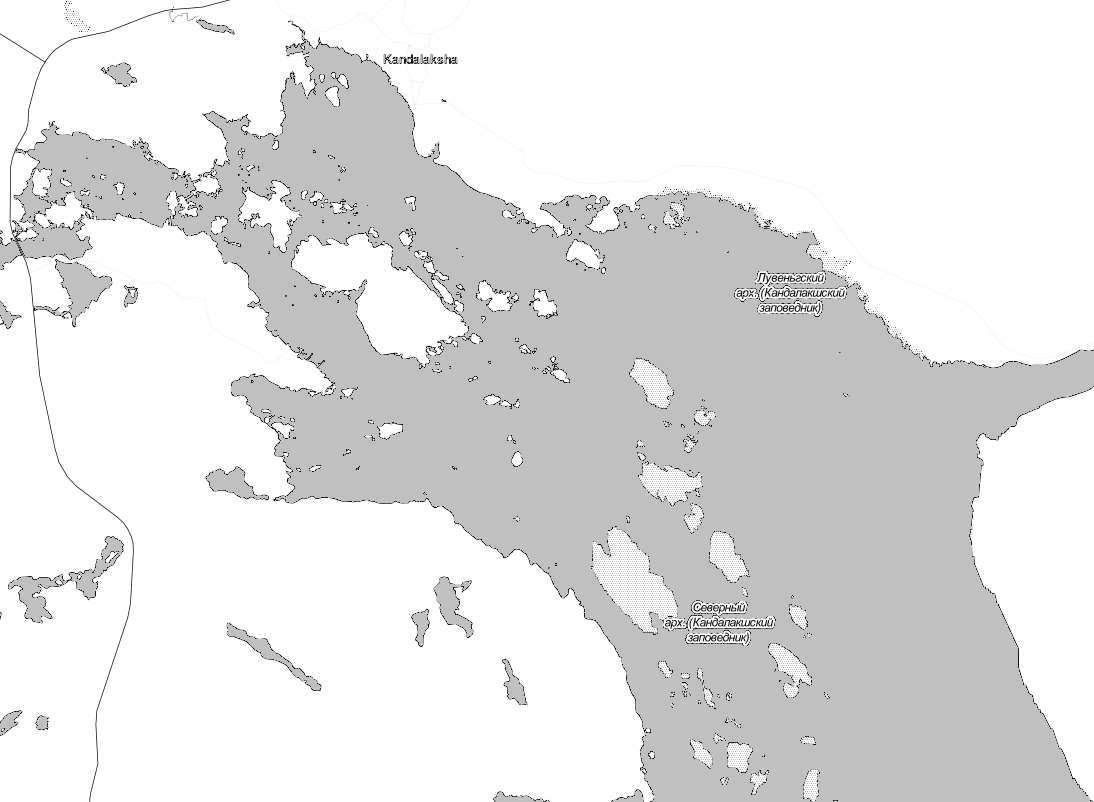 Kandalaksha
Лувеньгский
арх. (Кандалакшский
заповедник)
Северный
арх. (Кандалакшский
заповедник)